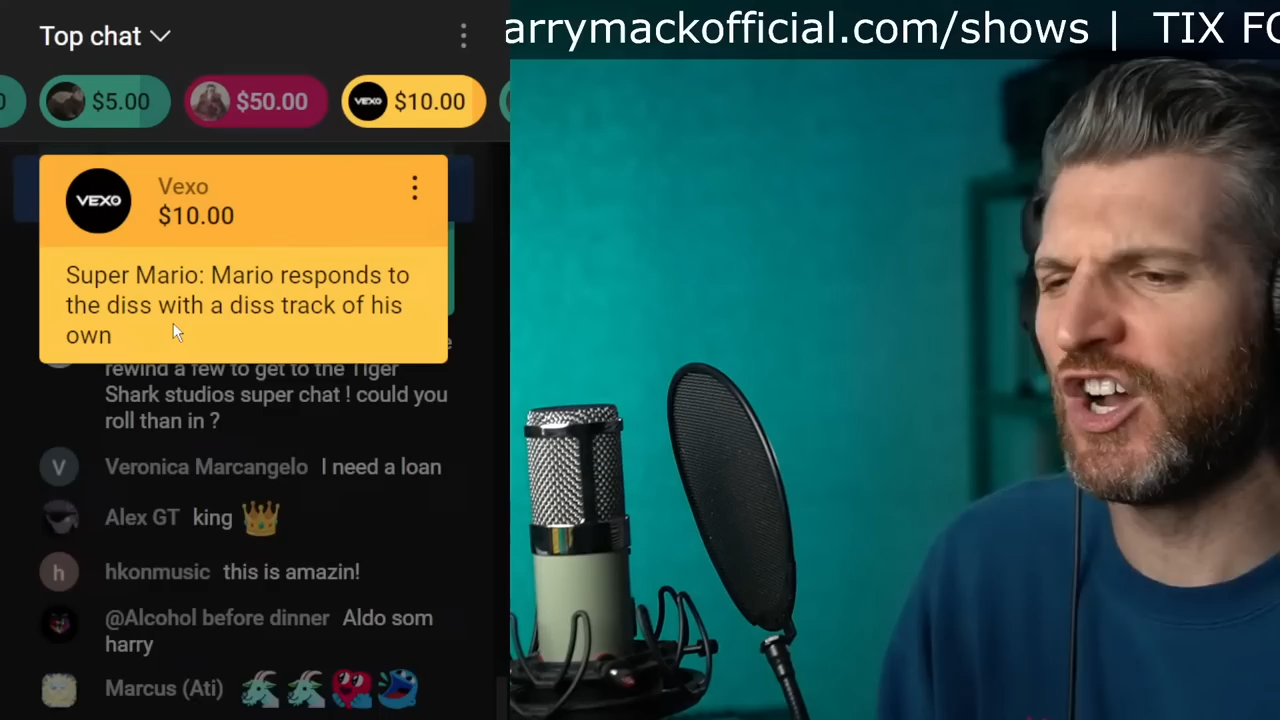 Top chat
arrymackofficial.com/shows | TIX FO
0
$5.00
$50.00
VEXO
$10.00
VEXO
Vexo
$10.00
Super Mario: Mario responds to
the diss with a diss track of his
own
rewind a few to get to the Tiger
Shark studios super chat ! could you
roll than in ?
V
Veronica Marcangelo I need a loan
Alex GT king
h
hkonmusic this is amazin!
@Alcohol before dinner Aldo som
harry
Marcus (Ati)